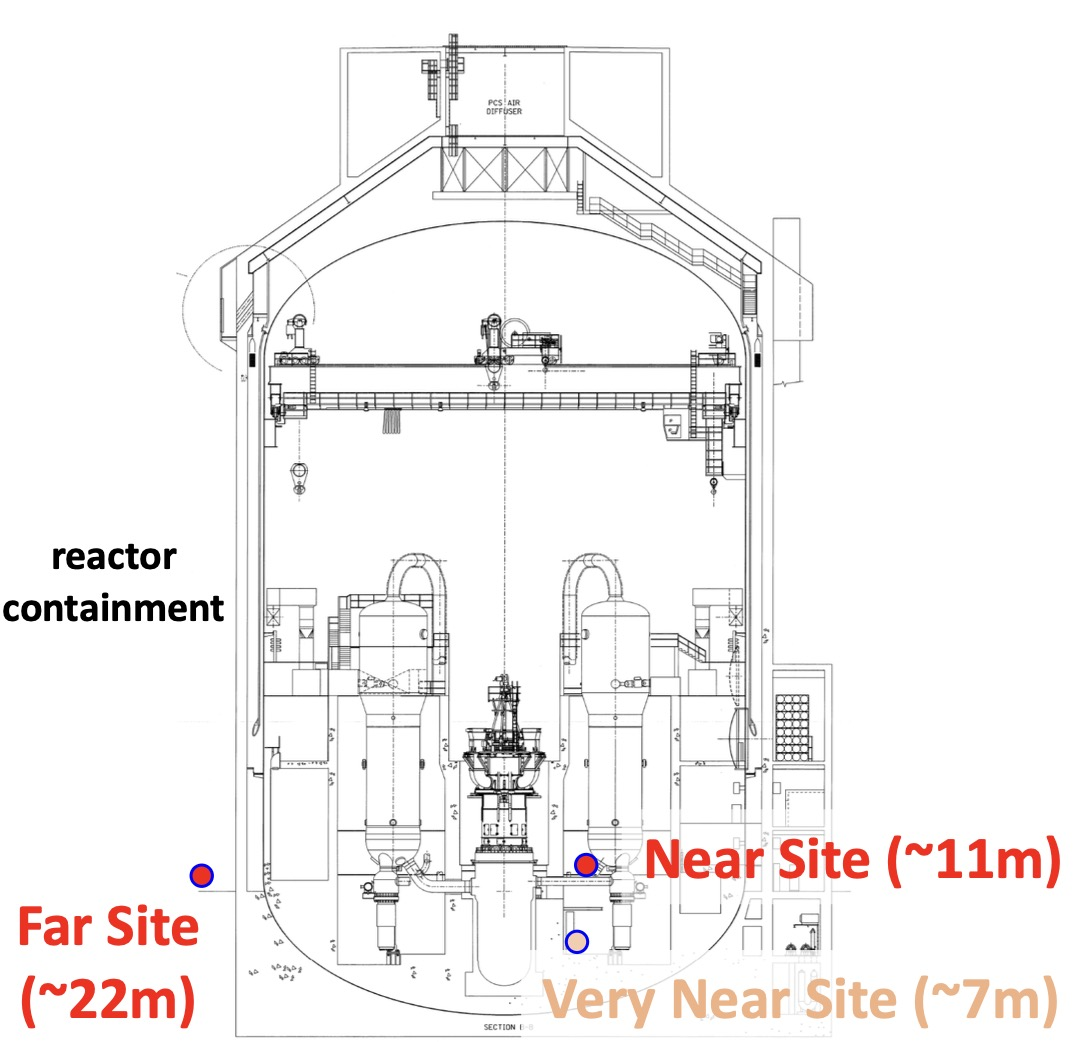 PCS AIR
DIFFUSER
reactor
containment
Near Site (~11m)
Far Site
(~22m)
Very Near Site (~7m)
SECTION